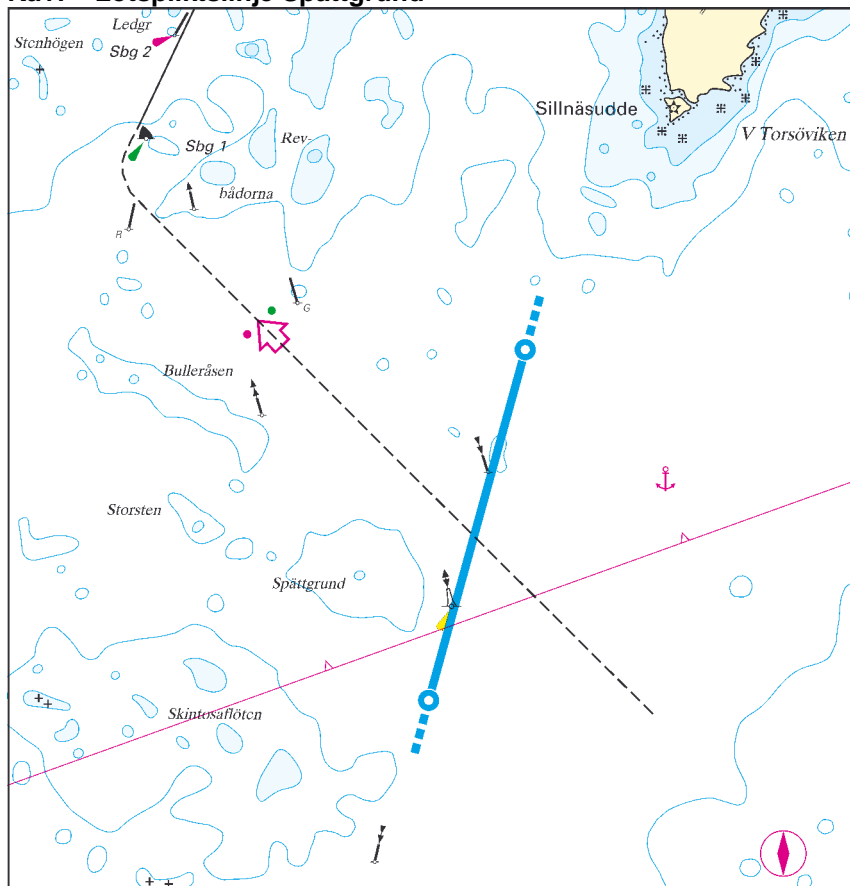 Ledgr
Stenhögen
Sbg 2
Sillnäsudde
Sbg 1
Rev-
V Torsöviken
bådorna
R
G
Bulleråsen
Storsten
Spättgrund
Skintosaflöten